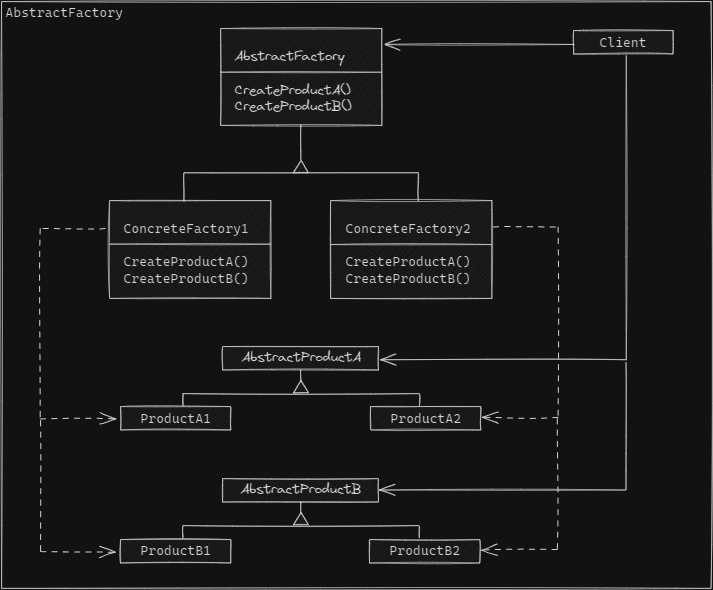 AbstractFactory
AbstractFactory
CreateProductA()
CreateProductB()
Client
ConcreteFactory1
CreateProductA()
CreateProductB()
ConcreteFactory2
CreateProductA()
CreateProductB()
AbstractProductA
ProductA1
ProductA2
AbstractProductB
ProductB1
ProductB2